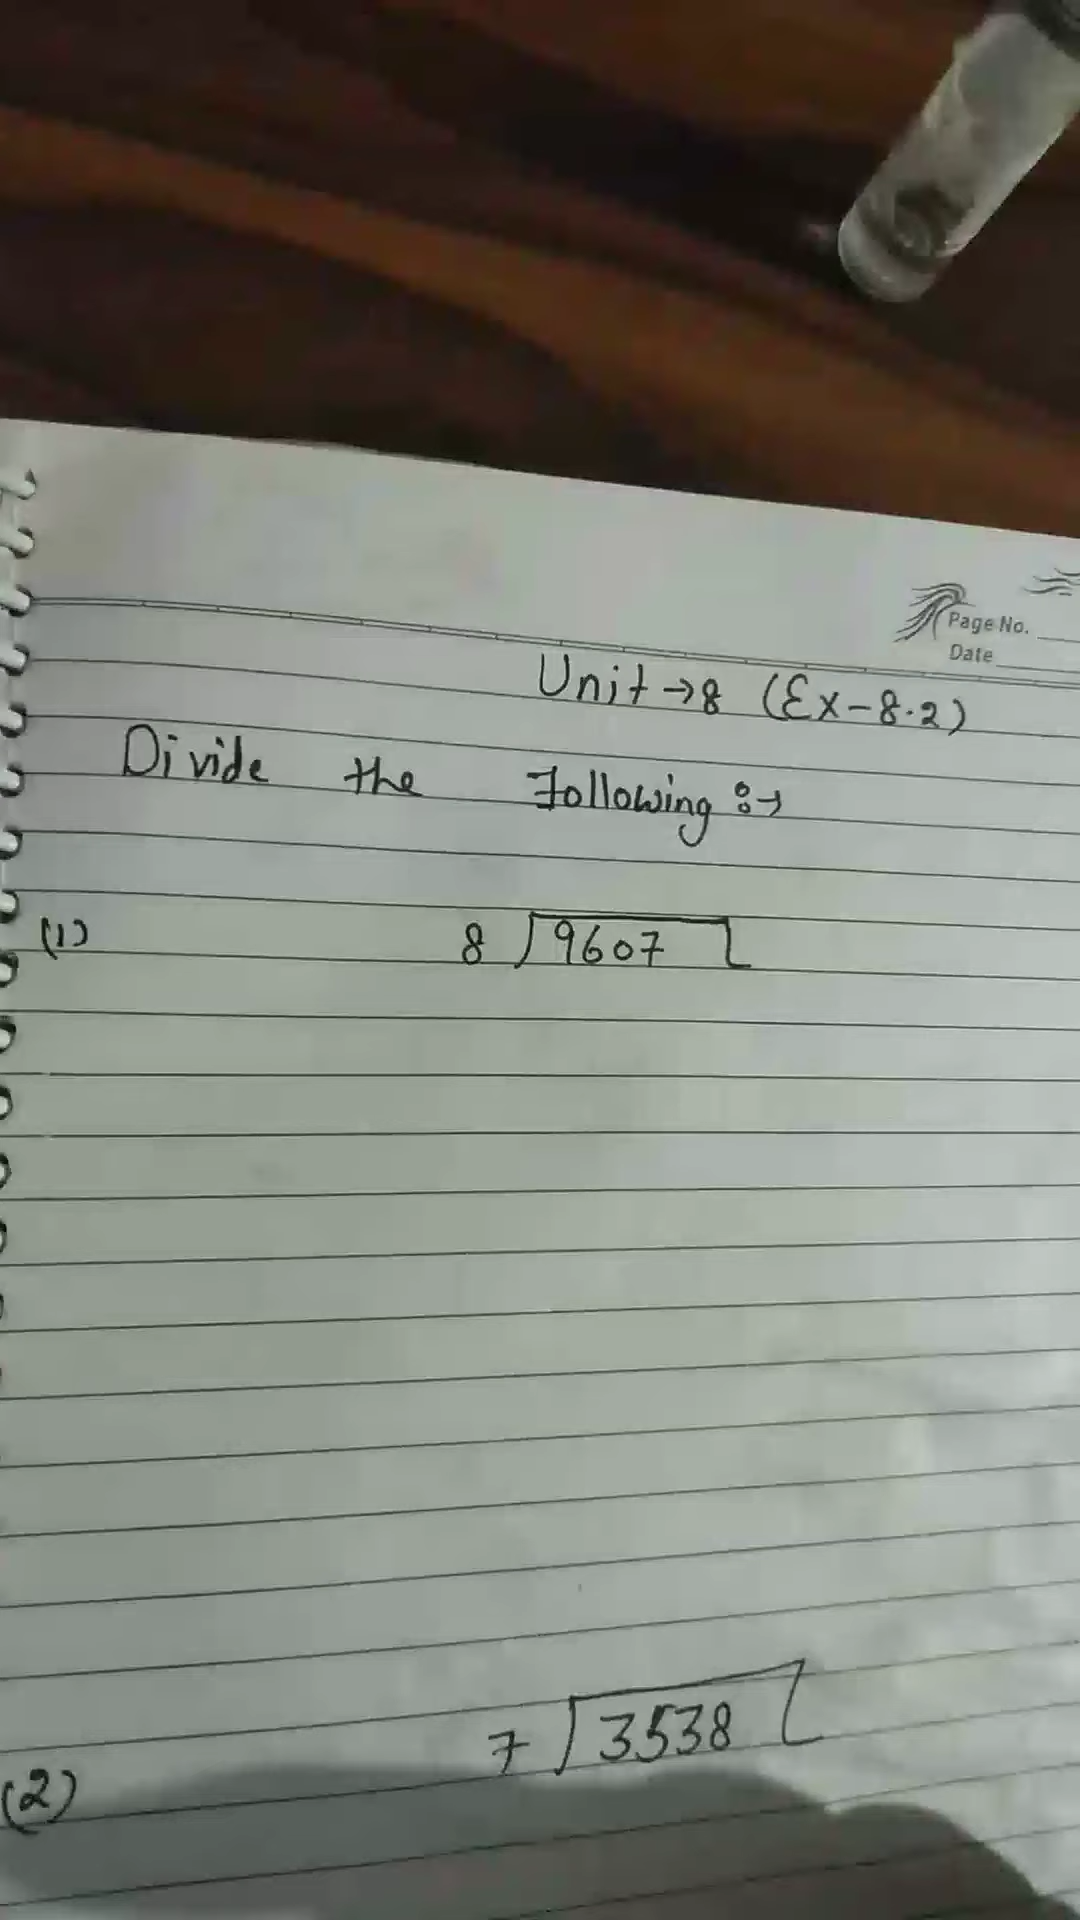 Page No.
Date
Unit → 8 (Ex - 8.2)
Divide the Following :→
(1) 8 ) 9607 (
(2) 7 ) 3538 (